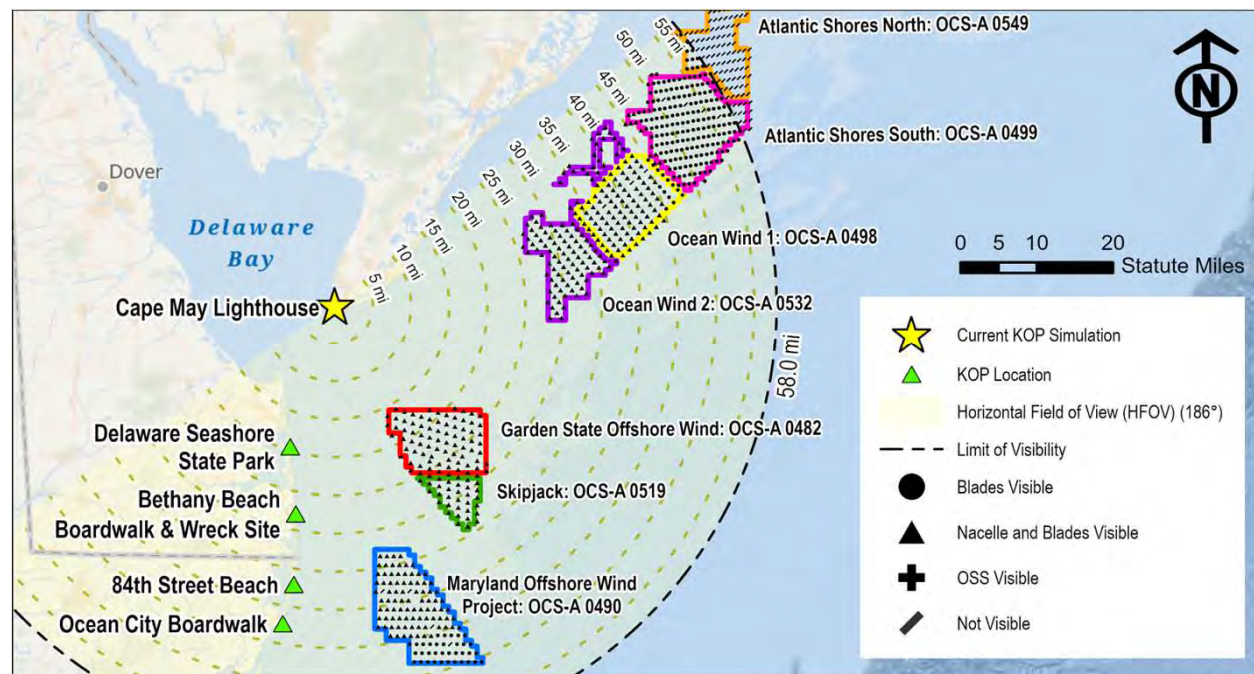 Atlantic Shores North: OCS-A 0549
55 mi
50 mi
45 mi
40 mi
35 mi
30 mi
25 mi
20 mi
15 mi
10 mi
5 mi
N
Atlantic Shores South: OCS-A 0499
Dover
Delaware
Bay
Ocean Wind 1: OCS-A 0498
0 5 10 20
Statute Miles
Cape May Lighthouse
Ocean Wind 2: OCS-A 0532
58.0 mi
Delaware Seashore
State Park
Garden State Offshore Wind: OCS-A 0482
Bethany Beach
Boardwalk & Wreck Site
Skipjack: OCS-A 0519
84th Street Beach
Ocean City Boardwalk
Maryland Offshore Wind
Project: OCS-A 0490
Current KOP Simulation
KOP Location
Horizontal Field of View (HFOV) (186°)
Limit of Visibility
Blades Visible
Nacelle and Blades Visible
OSS Visible
Not Visible